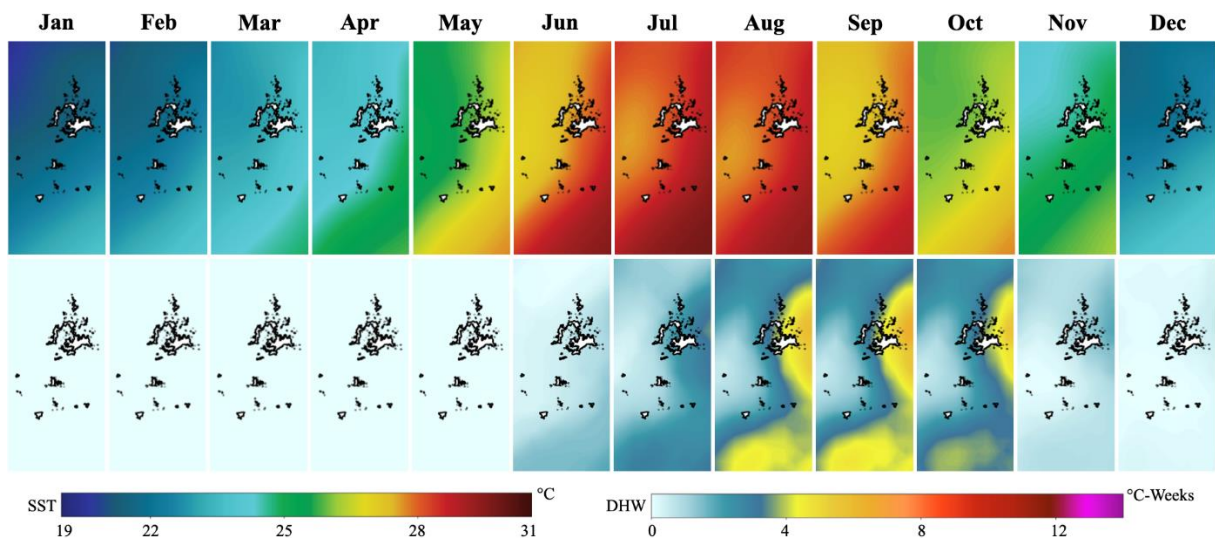 Jan Feb Mar Apr May Jun Jul Aug Sep Oct Nov Dec
SST °C DHW °C-Weeks
19 22 25 28 31 0 4 8 12